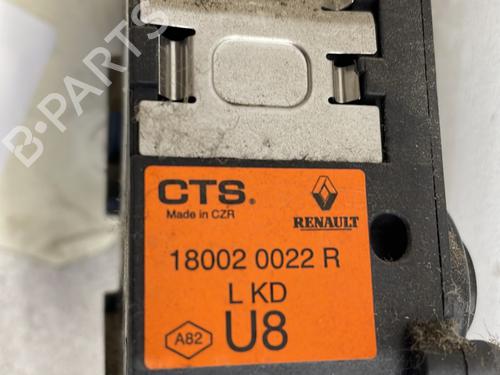 B-PARTS
CTS.
Made in CZR
RENAULT
18002 0022 R
L KD
A82
U8